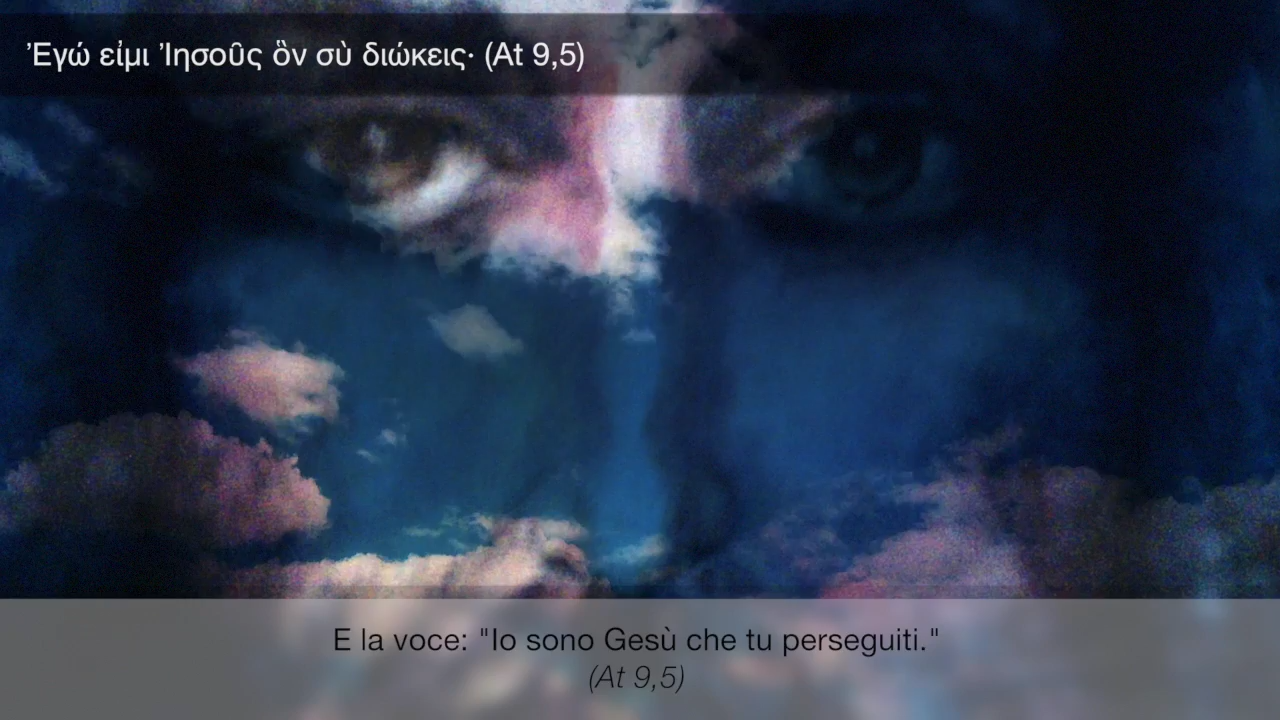 Ἐγώ εἰμι Ἰησοῦς ὃν σὺ διώκεις· (At 9,5)
E la voce: "Io sono Gesù che tu perseguiti."
(At 9,5)